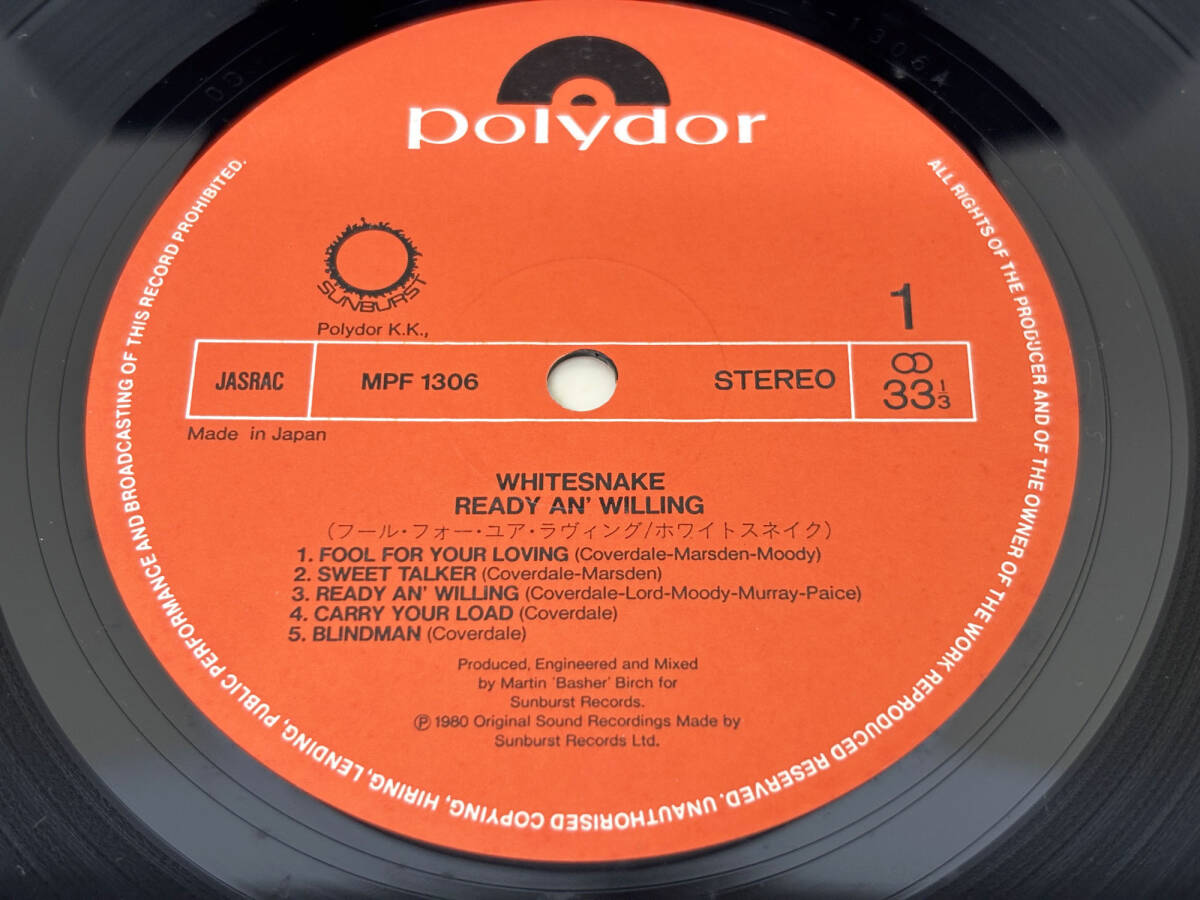 polydor
SUNBURST
Polydor K.K.,
1
JASRAC
MPF 1306
STEREO
33 1/3
Made in Japan
WHITESNAKE
READY AN' WILLING
(フール・フォー・ユア・ラヴィング/ホワイトスネイク)
1. FOOL FOR YOUR LOVING (Coverdale-Marsden-Moody)
2. SWEET TALKER (Coverdale-Marsden)
3. READY AN' WILLING (Coverdale-Lord-Moody-Murray-Paice)
4. CARRY YOUR LOAD (Coverdale)
5. BLINDMAN (Coverdale)
Produced, Engineered and Mixed
by Martin 'Basher' Birch for
Sunburst Records.
Ⓟ 1980 Original Sound Recordings Made by
Sunburst Records Ltd.
ALL RIGHTS OF THE PRODUCER AND OF THE OWNER OF THE WORK REPRODUCED RESERVED. UNAUTHORISED COPYING, HIRING, LENDING, PUBLIC PERFORMANCE AND BROADCASTING OF THIS RECORD PROHIBITED.